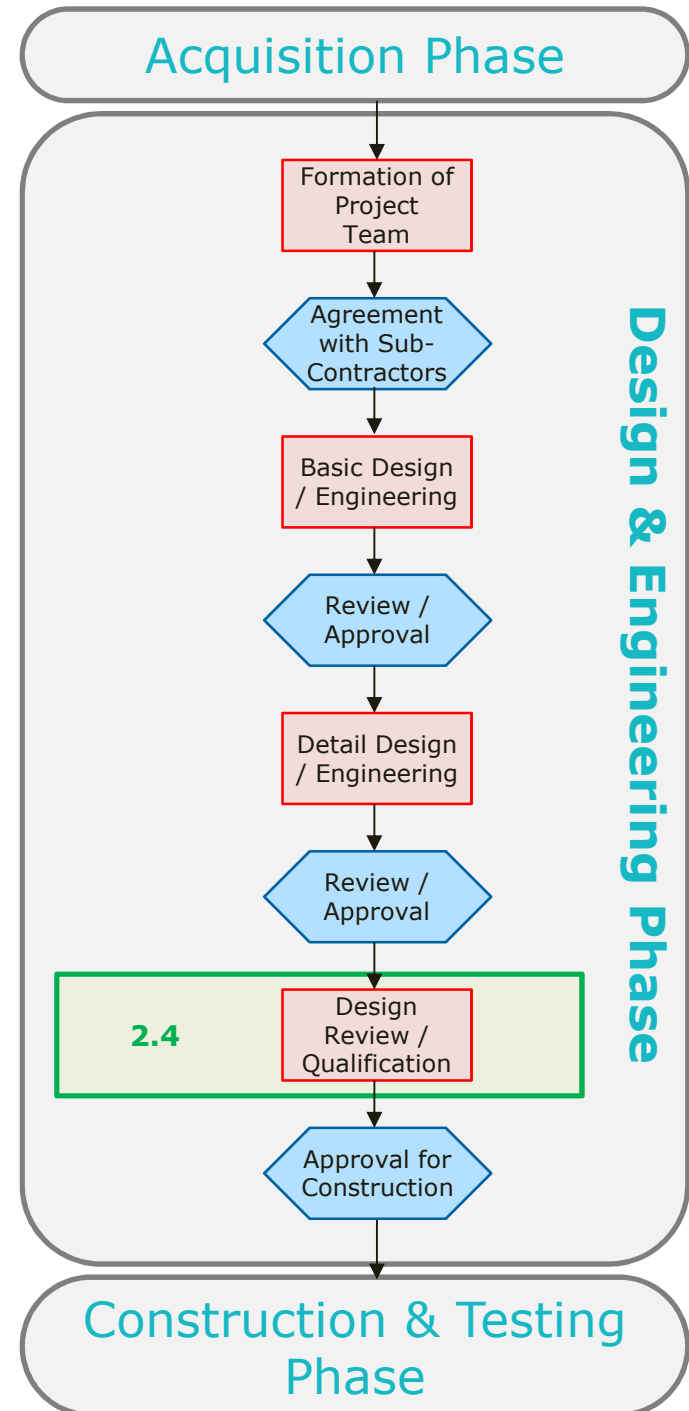 Acquisition Phase
Formation of
Project
Team
Agreement
with Sub-
Contractors
Basic Design
/ Engineering
Review /
Approval
Detail Design
/ Engineering
Review /
Approval
2.4
Design
Review /
Qualification
Approval for
Construction
Design & Engineering Phase
Construction & Testing
Phase